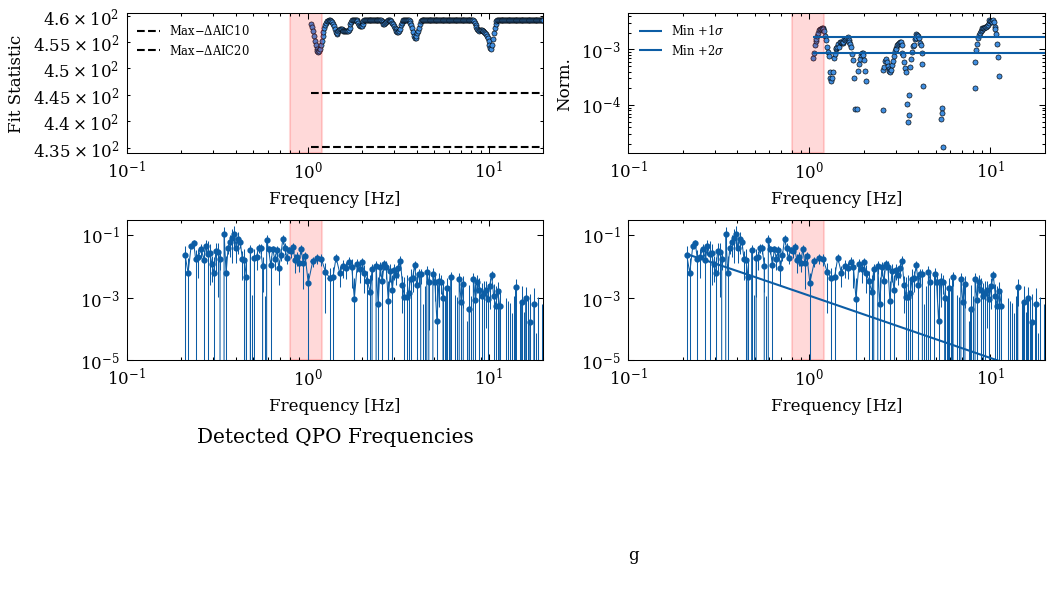 4.6 × 10²
4.55 × 10²
4.5 × 10²
4.45 × 10²
4.4 × 10²
4.35 × 10²
Fit Statistic
Max−ΔAIC10
Max−ΔAIC20
10⁻¹ 10⁰ 10¹
Frequency [Hz]
10⁻³
10⁻⁴
Norm.
Min +1σ
Min +2σ
10⁻¹ 10⁰ 10¹
Frequency [Hz]
10⁻¹
10⁻³
10⁻⁵
10⁻¹ 10⁰ 10¹
Frequency [Hz]
10⁻¹
10⁻³
10⁻⁵
10⁻¹ 10⁰ 10¹
Frequency [Hz]
Detected QPO Frequencies
g